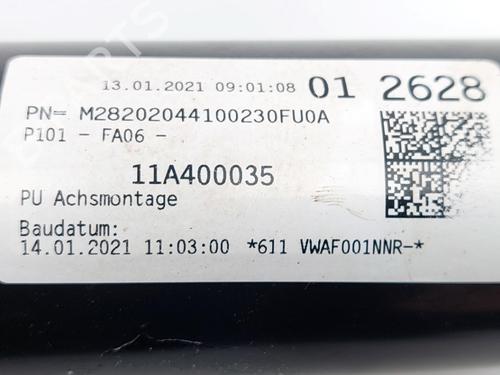 13.01.2021 09:01:08 012 2628
PN= M28202044100230FU0A
P101 - FA06 -
11A400035
PU Achsmontage
Baudatum:
14.01.2021 11:03:00 *611 VWAF001NNR-*